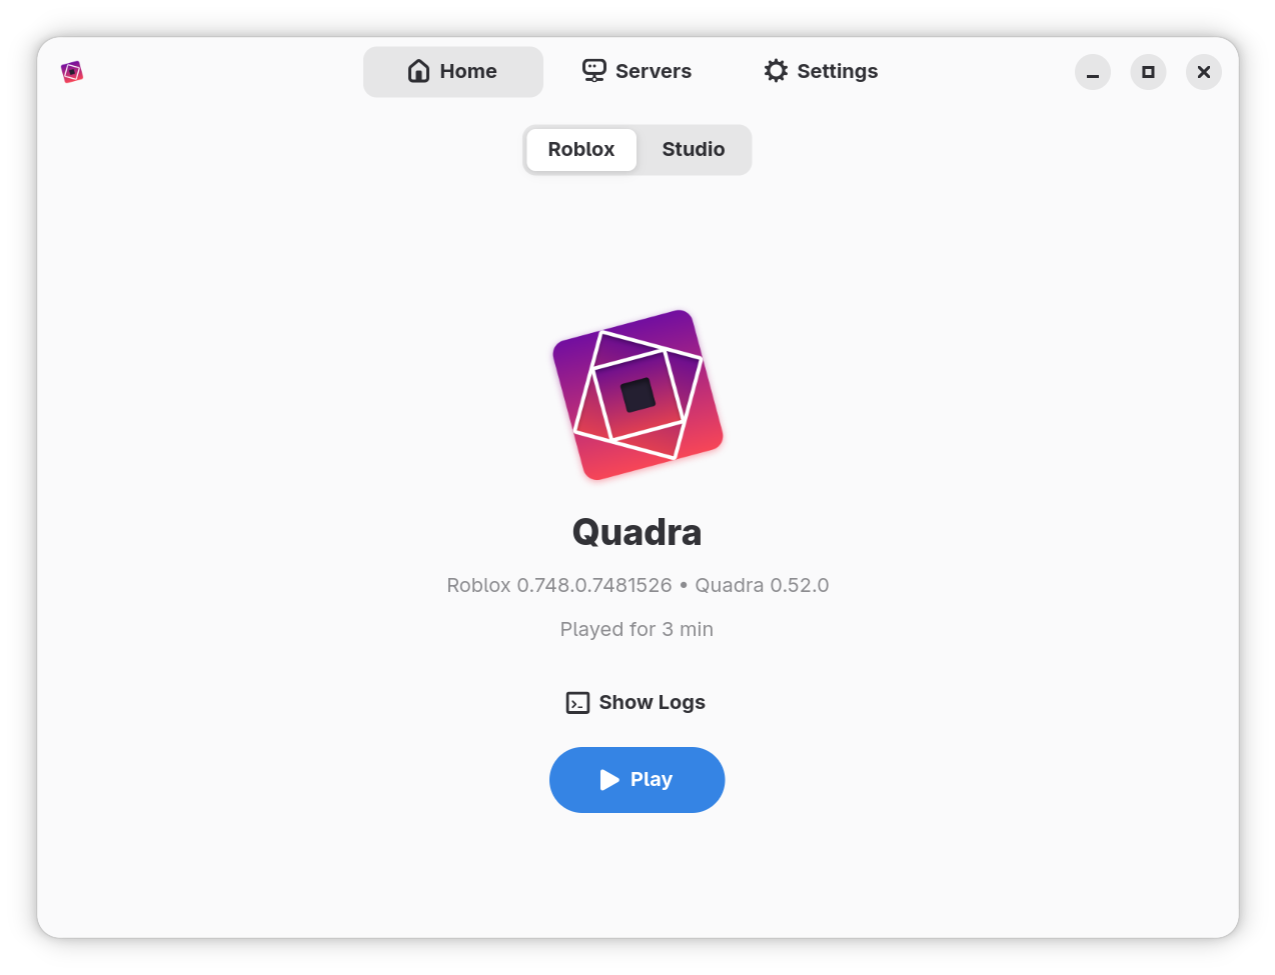 Home Servers Settings
Roblox Studio
Quadra
Roblox 0.748.0.7481526 • Quadra 0.52.0
Played for 3 min
Show Logs
Play